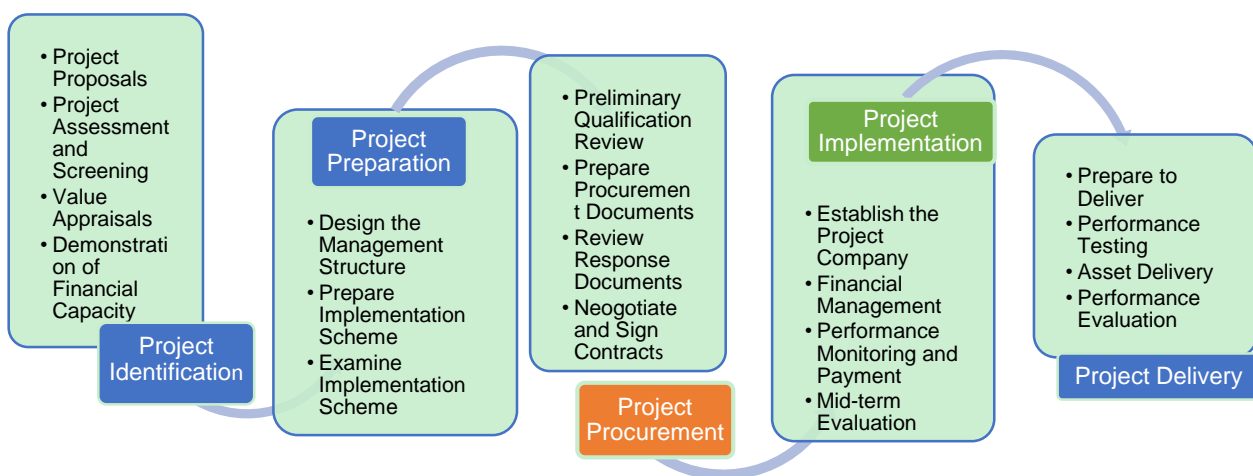 • Project
Proposals
• Project
Assessment
and
Screening
• Value
Appraisals
• Demonstrati
on of
Financial
Capacity
Project
Identification
Project
Preparation
• Design the
Management
Structure
• Prepare
Implementation
Scheme
• Examine
Implementation
Scheme
• Preliminary
Qualification
Review
• Prepare
Procuremen
t Documents
• Review
Response
Documents
• Neogotiate
and Sign
Contracts
Project
Procurement
Project
Implementation
• Establish the
Project
Company
• Financial
Management
• Performance
Monitoring and
Payment
• Mid-term
Evaluation
• Prepare to
Deliver
• Performance
Testing
• Asset Delivery
• Performance
Evaluation
Project Delivery